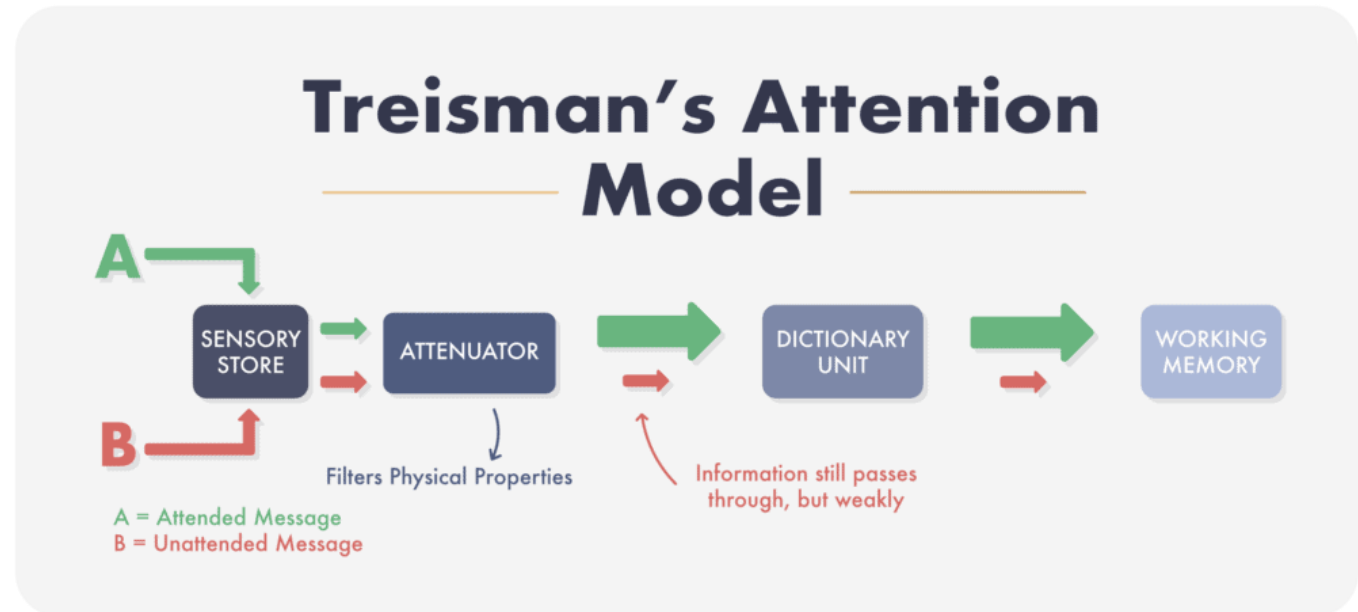 Treisman's Attention
Model
A
SENSORY
STORE
ATTENUATOR
DICTIONARY
UNIT
WORKING
MEMORY
B
Filters Physical Properties
Information still passes
through, but weakly
A = Attended Message
B = Unattended Message